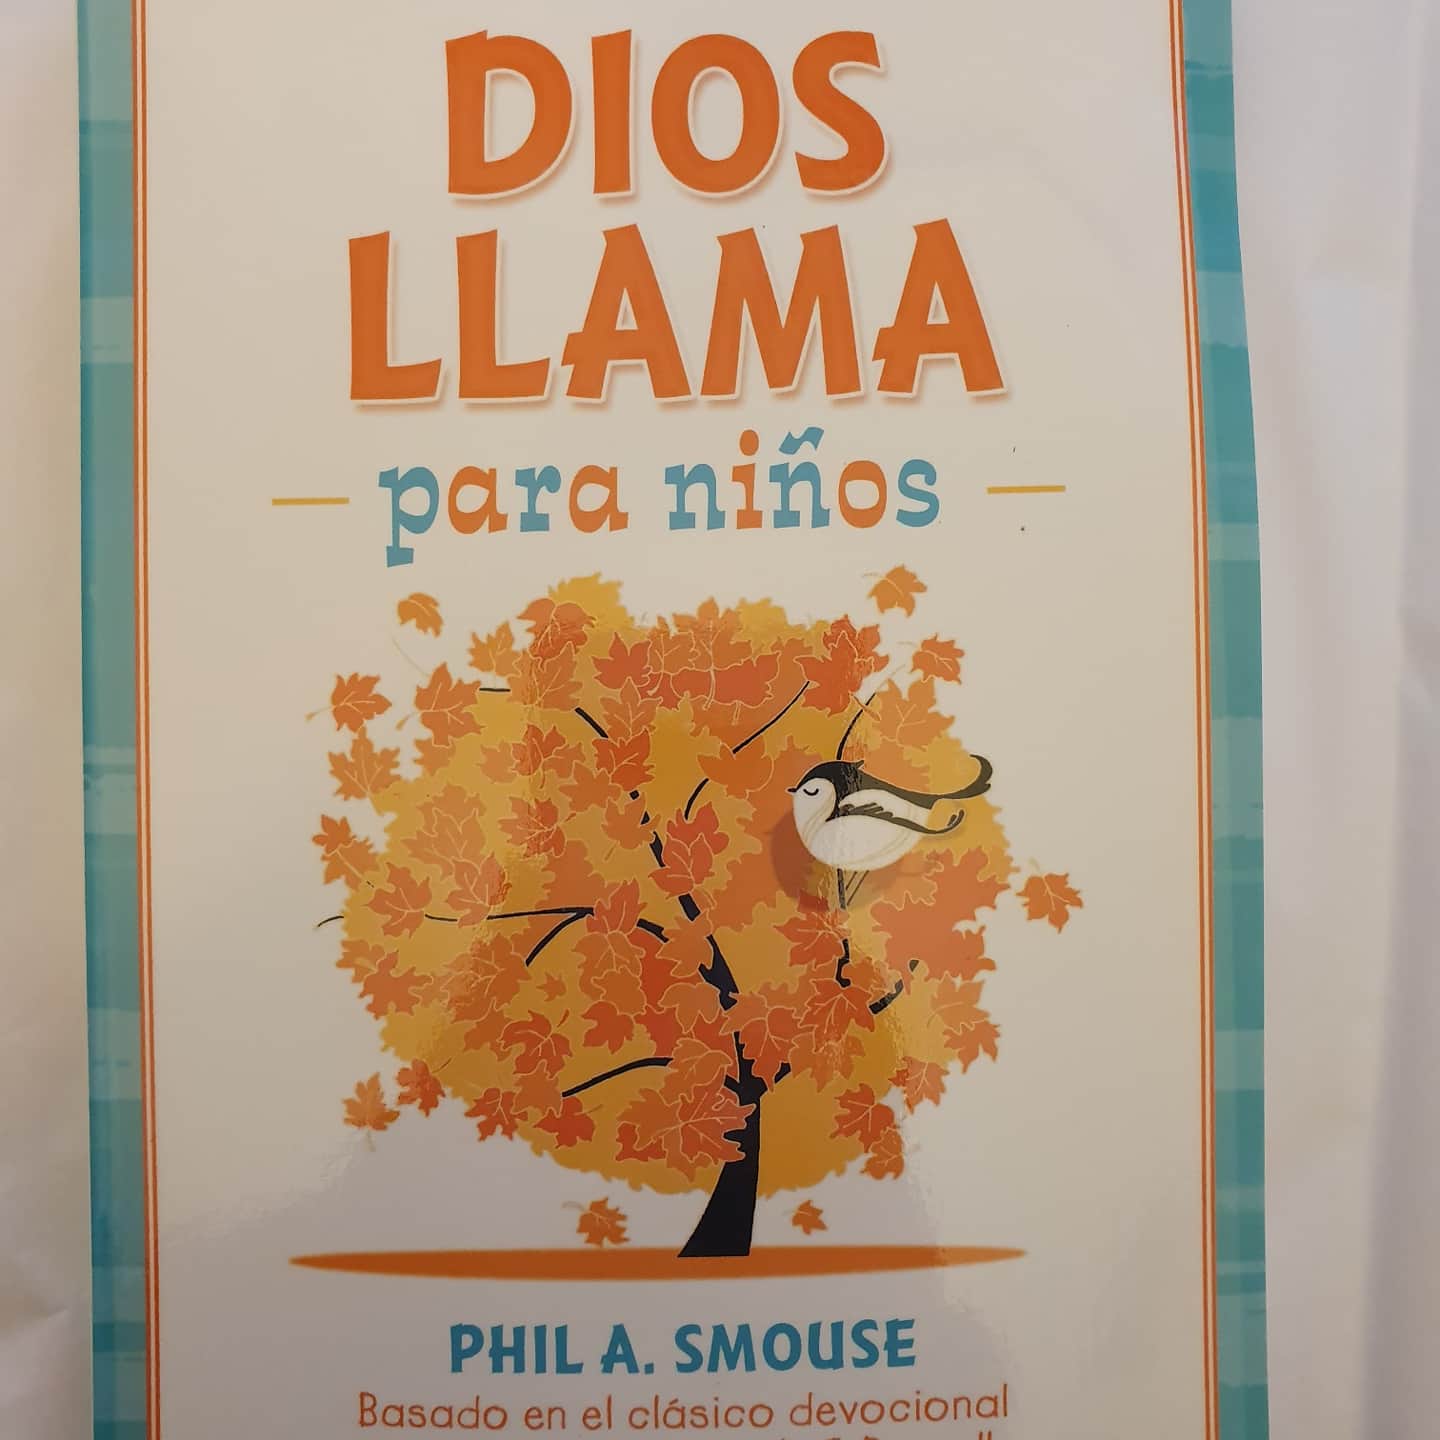 DIOS
LLAMA
para niños
PHIL A. SMOUSE
Basado en el clásico devocional